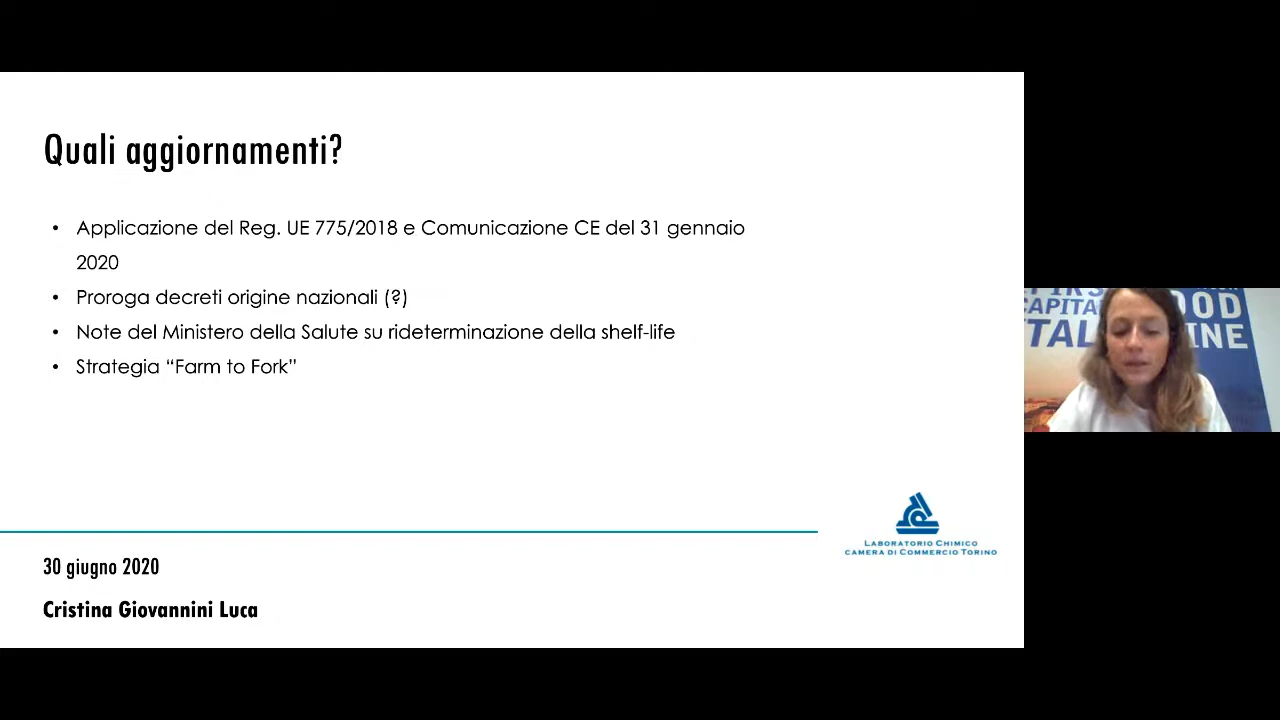 Quali aggiornamenti?
• Applicazione del Reg. UE 775/2018 e Comunicazione CE del 31 gennaio
2020
• Proroga decreti origine nazionali (?)
• Note del Ministero della Salute su rideterminazione della shelf-life
• Strategia “Farm to Fork”
LABORATORIO CHIMICO
CAMERA DI COMMERCIO TORINO
30 giugno 2020
Cristina Giovannini Luca